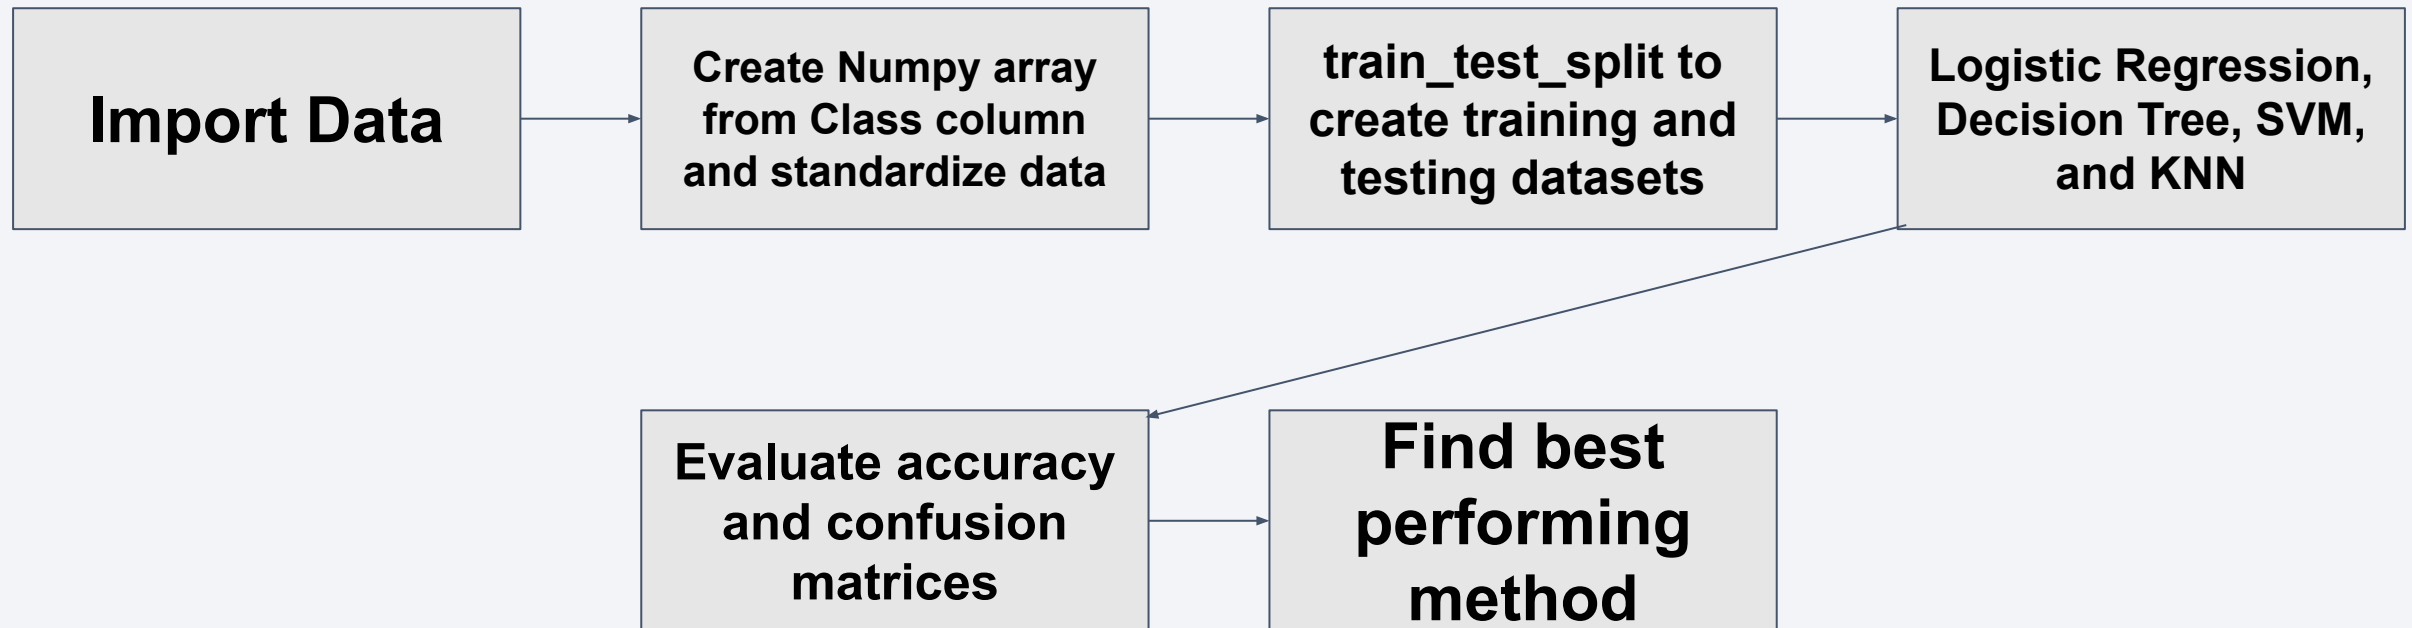 Import Data
Create Numpy array
from Class column
and standardize data
train_test_split to
create training and
testing datasets
Logistic Regression,
Decision Tree, SVM,
and KNN
Evaluate accuracy
and confusion
matrices
Find best
performing
method